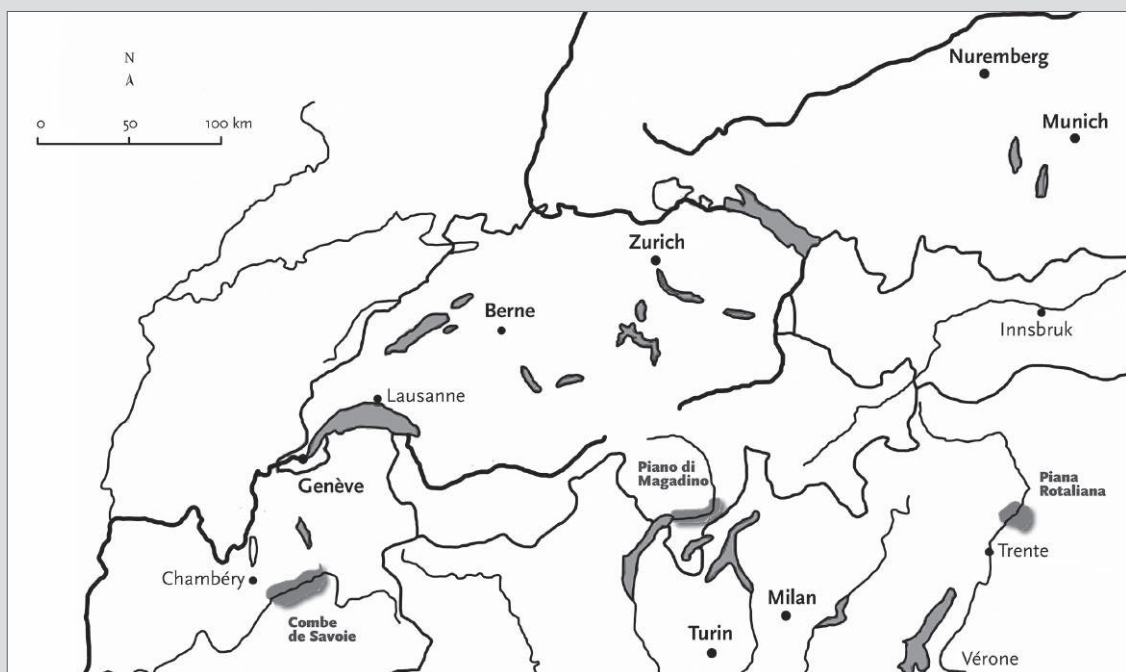 N
0 50 100 km
Nuremberg
Munich
Zurich
Berne
Innsbruk
Lausanne
Genève
Piano di
Magadino
Piana
Rotaliana
Trente
Chambéry
Combe
de Savoie
Milan
Turin
Vérone